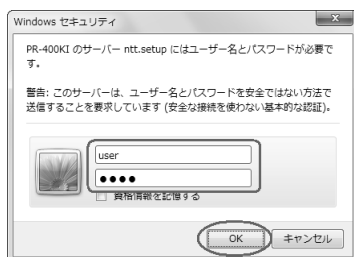 Windows セキュリティ
PR-400KI のサーバー ntt.setup にはユーザー名とパスワードが必要で
す。
警告: このサーバーは、ユーザー名とパスワードを安全ではない方法で
送信することを要求しています (安全な接続を使わない基本的な認証)。
user
●●●●
資格情報を記憶する
OK
キャンセル